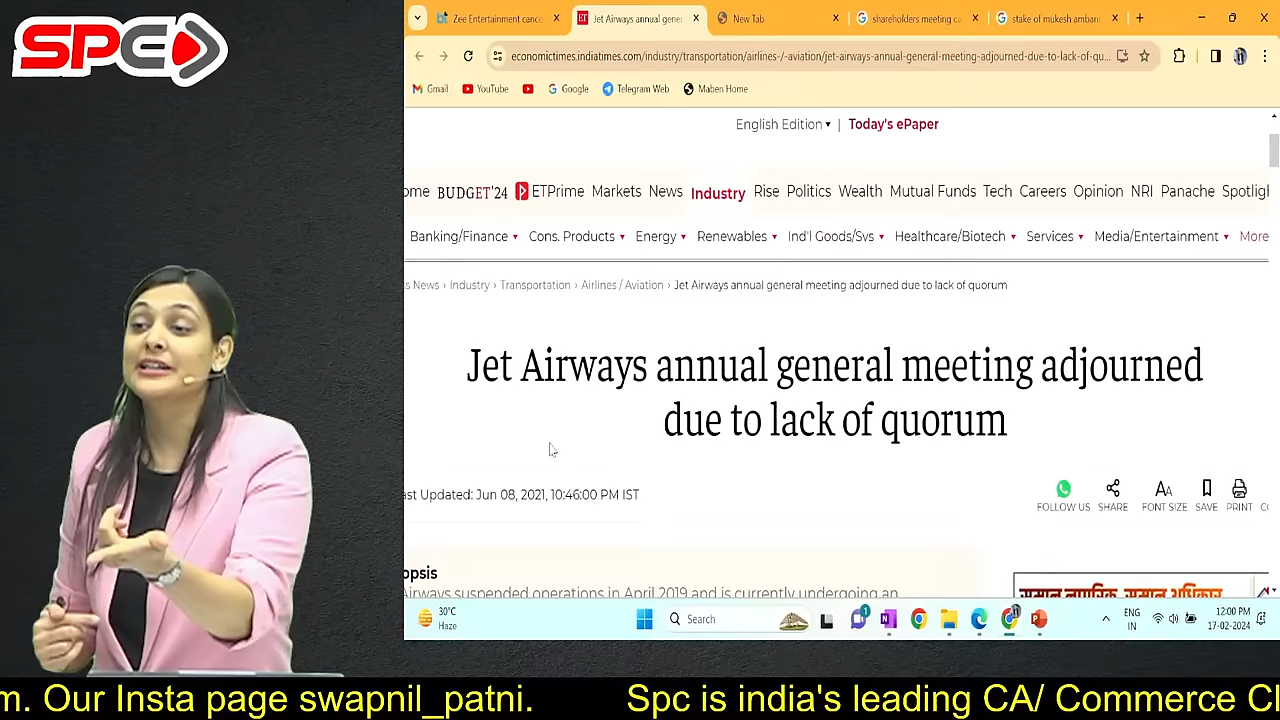 SPC
Zee Entertainment canc
Jet Airways annual gener
New Tab
shareholders meeting ca
stake of mukesh amban
economictimes.indiatimes.com/industry/transportation/airlines-/-aviation/jet-airways-annual-general-meeting-adjourned-due-to-lack-of-qu...
Gmail YouTube Google Telegram Web Maben Home
English Edition | Today's ePaper
ome BUDGET'24 ETPrime Markets News Industry Rise Politics Wealth Mutual Funds Tech Careers Opinion NRI Panache Spotligh
Banking/Finance Cons. Products Energy Renewables Ind'l Goods/Svs Healthcare/Biotech Services Media/Entertainment More
s News › Industry › Transportation › Airlines / Aviation › Jet Airways annual general meeting adjourned due to lack of quorum
Jet Airways annual general meeting adjourned
due to lack of quorum
ast Updated: Jun 08, 2021, 10:46:00 PM IST
FOLLOW US SHARE FONT SIZE SAVE PRINT
opsis
Airways suspended operations in April 2019 and is currently undergoing an
समान नागरिक, समान अधिकार
30°C
Haze
Search
ENG
IN
12:00 PM
17-02-2024
m. Our Insta page swapnil_patni. Spc is india's leading CA/ Commerce Cl